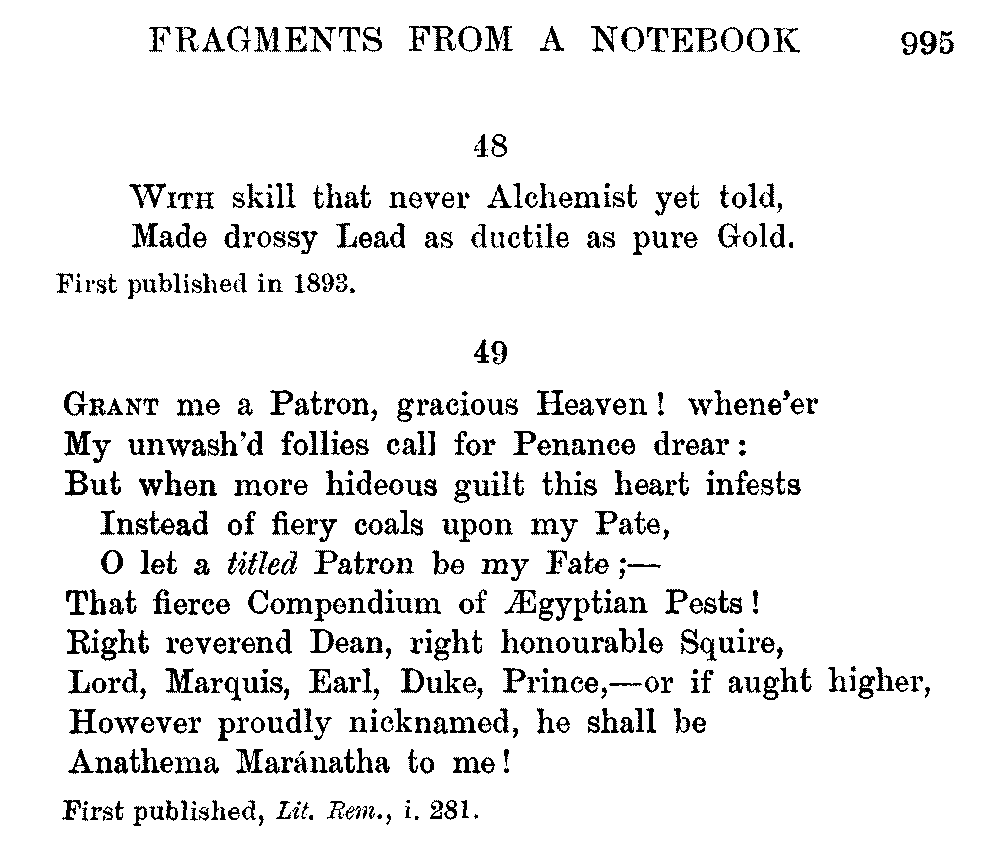 FRAGMENTS FROM A NOTEBOOK 995
48
WITH skill that never Alchemist yet told,
Made drossy Lead as ductile as pure Gold.
First published in 1893.
49
GRANT me a Patron, gracious Heaven! whene'er
My unwash'd follies call for Penance drear:
But when more hideous guilt this heart infests
Instead of fiery coals upon my Pate,
O let a titled Patron be my Fate;—
That fierce Compendium of Ægyptian Pests!
Right reverend Dean, right honourable Squire,
Lord, Marquis, Earl, Duke, Prince,—or if aught higher,
However proudly nicknamed, he shall be
Anathema Maránatha to me!
First published, Lit. Rem., i. 281.